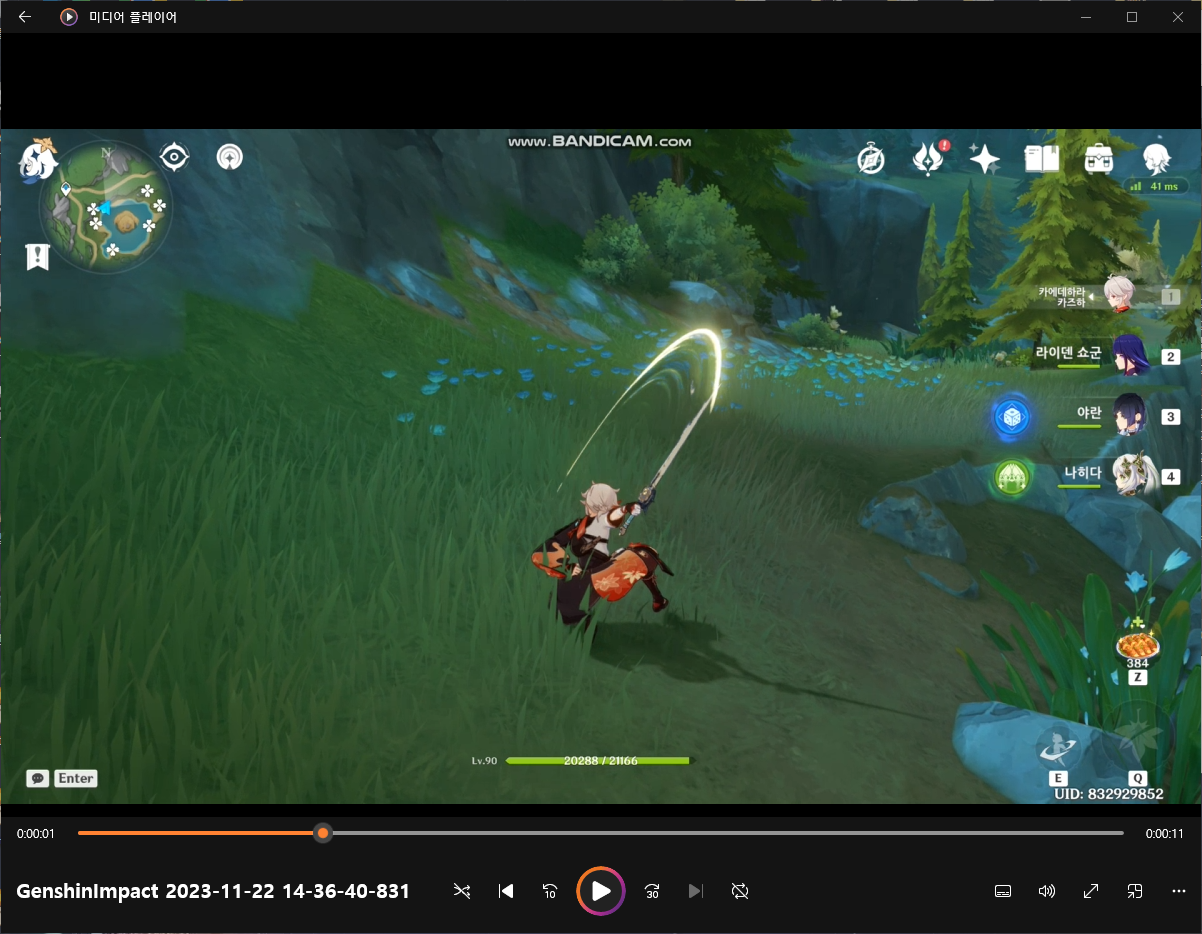 미디어 플레이어
www.BANDICAM.com
N
41 ms
카에데하라
카즈하
1
라이덴 쇼군
2
야란
3
나히다
4
384
Z
Lv.90
20288 / 21166
Enter
E
Q
UID: 832929852
0:00:01
0:00:11
GenshinImpact 2023-11-22 14-36-40-831
10
30